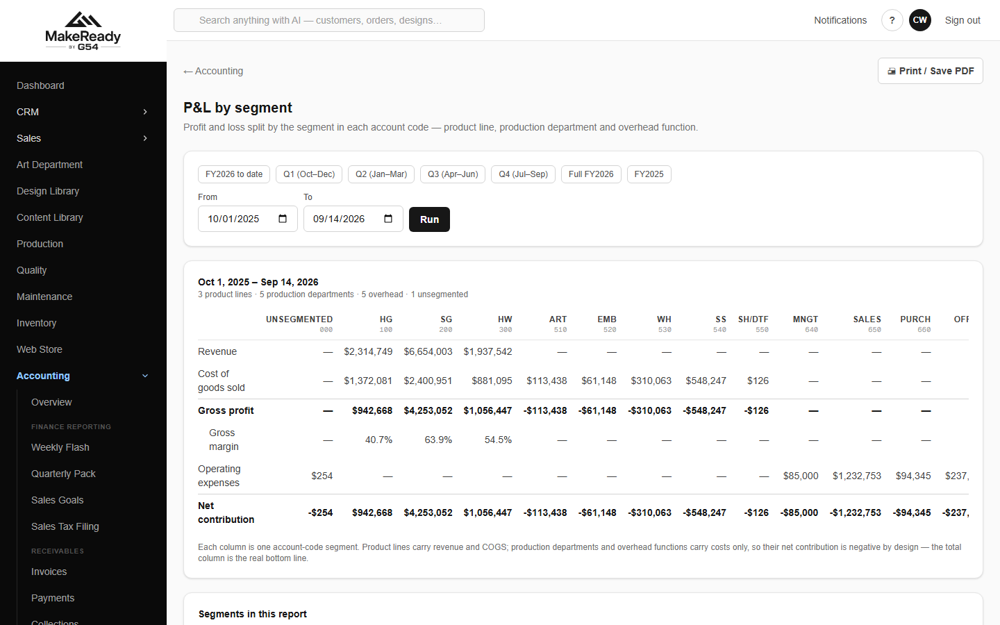 MakeReady
BY G54
Search anything with AI — customers, orders, designs...
Notifications
?
CW
Sign out
Dashboard
CRM
Sales
Art Department
Design Library
Content Library
Production
Quality
Maintenance
Inventory
Web Store
Accounting
Overview
FINANCE REPORTING
Weekly Flash
Quarterly Pack
Sales Goals
Sales Tax Filing
RECEIVABLES
Invoices
Payments
Collections
← Accounting
Print / Save PDF
P&L by segment
Profit and loss split by the segment in each account code — product line, production department and overhead function.
FY2026 to date Q1 (Oct–Dec) Q2 (Jan–Mar) Q3 (Apr–Jun) Q4 (Jul–Sep) Full FY2026 FY2025
From To
10/01/2025 09/14/2026 Run
Oct 1, 2025 – Sep 14, 2026
3 product lines · 5 production departments · 5 overhead · 1 unsegmented
UNSEGMENTED HG SG HW ART EMB WH SS SH/DTF MNGT SALES PURCH OFF
000 100 200 300 510 520 530 540 550 640 650 660
Revenue — $2,314,749 $6,654,003 $1,937,542 — — — — — — — —
Cost of
goods sold — $1,372,081 $2,400,951 $881,095 $113,438 $61,148 $310,063 $548,247 $126 — — —
Gross profit — $942,668 $4,253,052 $1,056,447 -$113,438 -$61,148 -$310,063 -$548,247 -$126 — — —
Gross
margin — 40.7% 63.9% 54.5% — — — — — — — —
Operating
expenses $254 — — — — — — — — $85,000 $1,232,753 $94,345 $237,
Net
contribution -$254 $942,668 $4,253,052 $1,056,447 -$113,438 -$61,148 -$310,063 -$548,247 -$126 -$85,000 -$1,232,753 -$94,345 -$237,
Each column is one account-code segment. Product lines carry revenue and COGS; production departments and overhead functions carry costs only, so their net contribution is negative by design — the total
column is the real bottom line.
Segments in this report